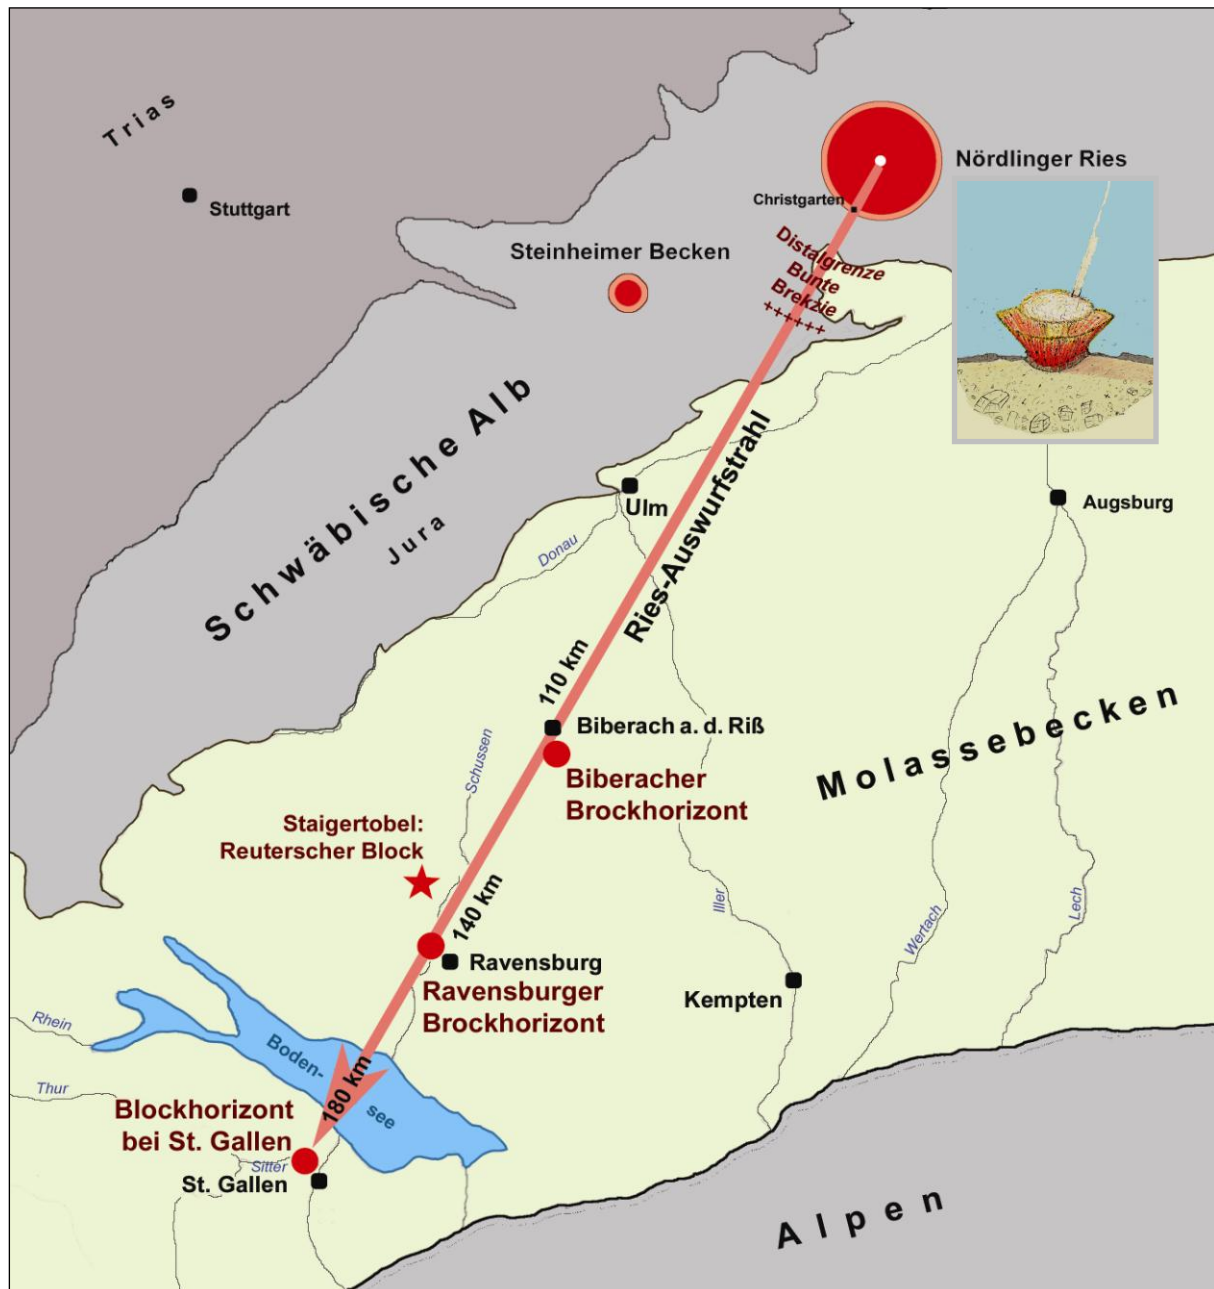 Trias
Stuttgart
Nördlinger Ries
Christgarten
Steinheimer Becken
Distalgrenze
Bunte
Brekzie
++++++
Schwäbische Alb
Jura
Ulm
Donau
Ries-Auswurfstrahl
Augsburg
110 km
Biberach a. d. Riß
Biberacher
Brockhorizont
Molassebecken
Schussen
Staigertobel:
Reuterscher Block
140 km
Iller
Wertach
Lech
Ravensburg
Ravensburger
Brockhorizont
Kempten
Rhein
Thur
Boden-
see
180 km
Blockhorizont
bei St. Gallen
Sitter
St. Gallen
Alpen